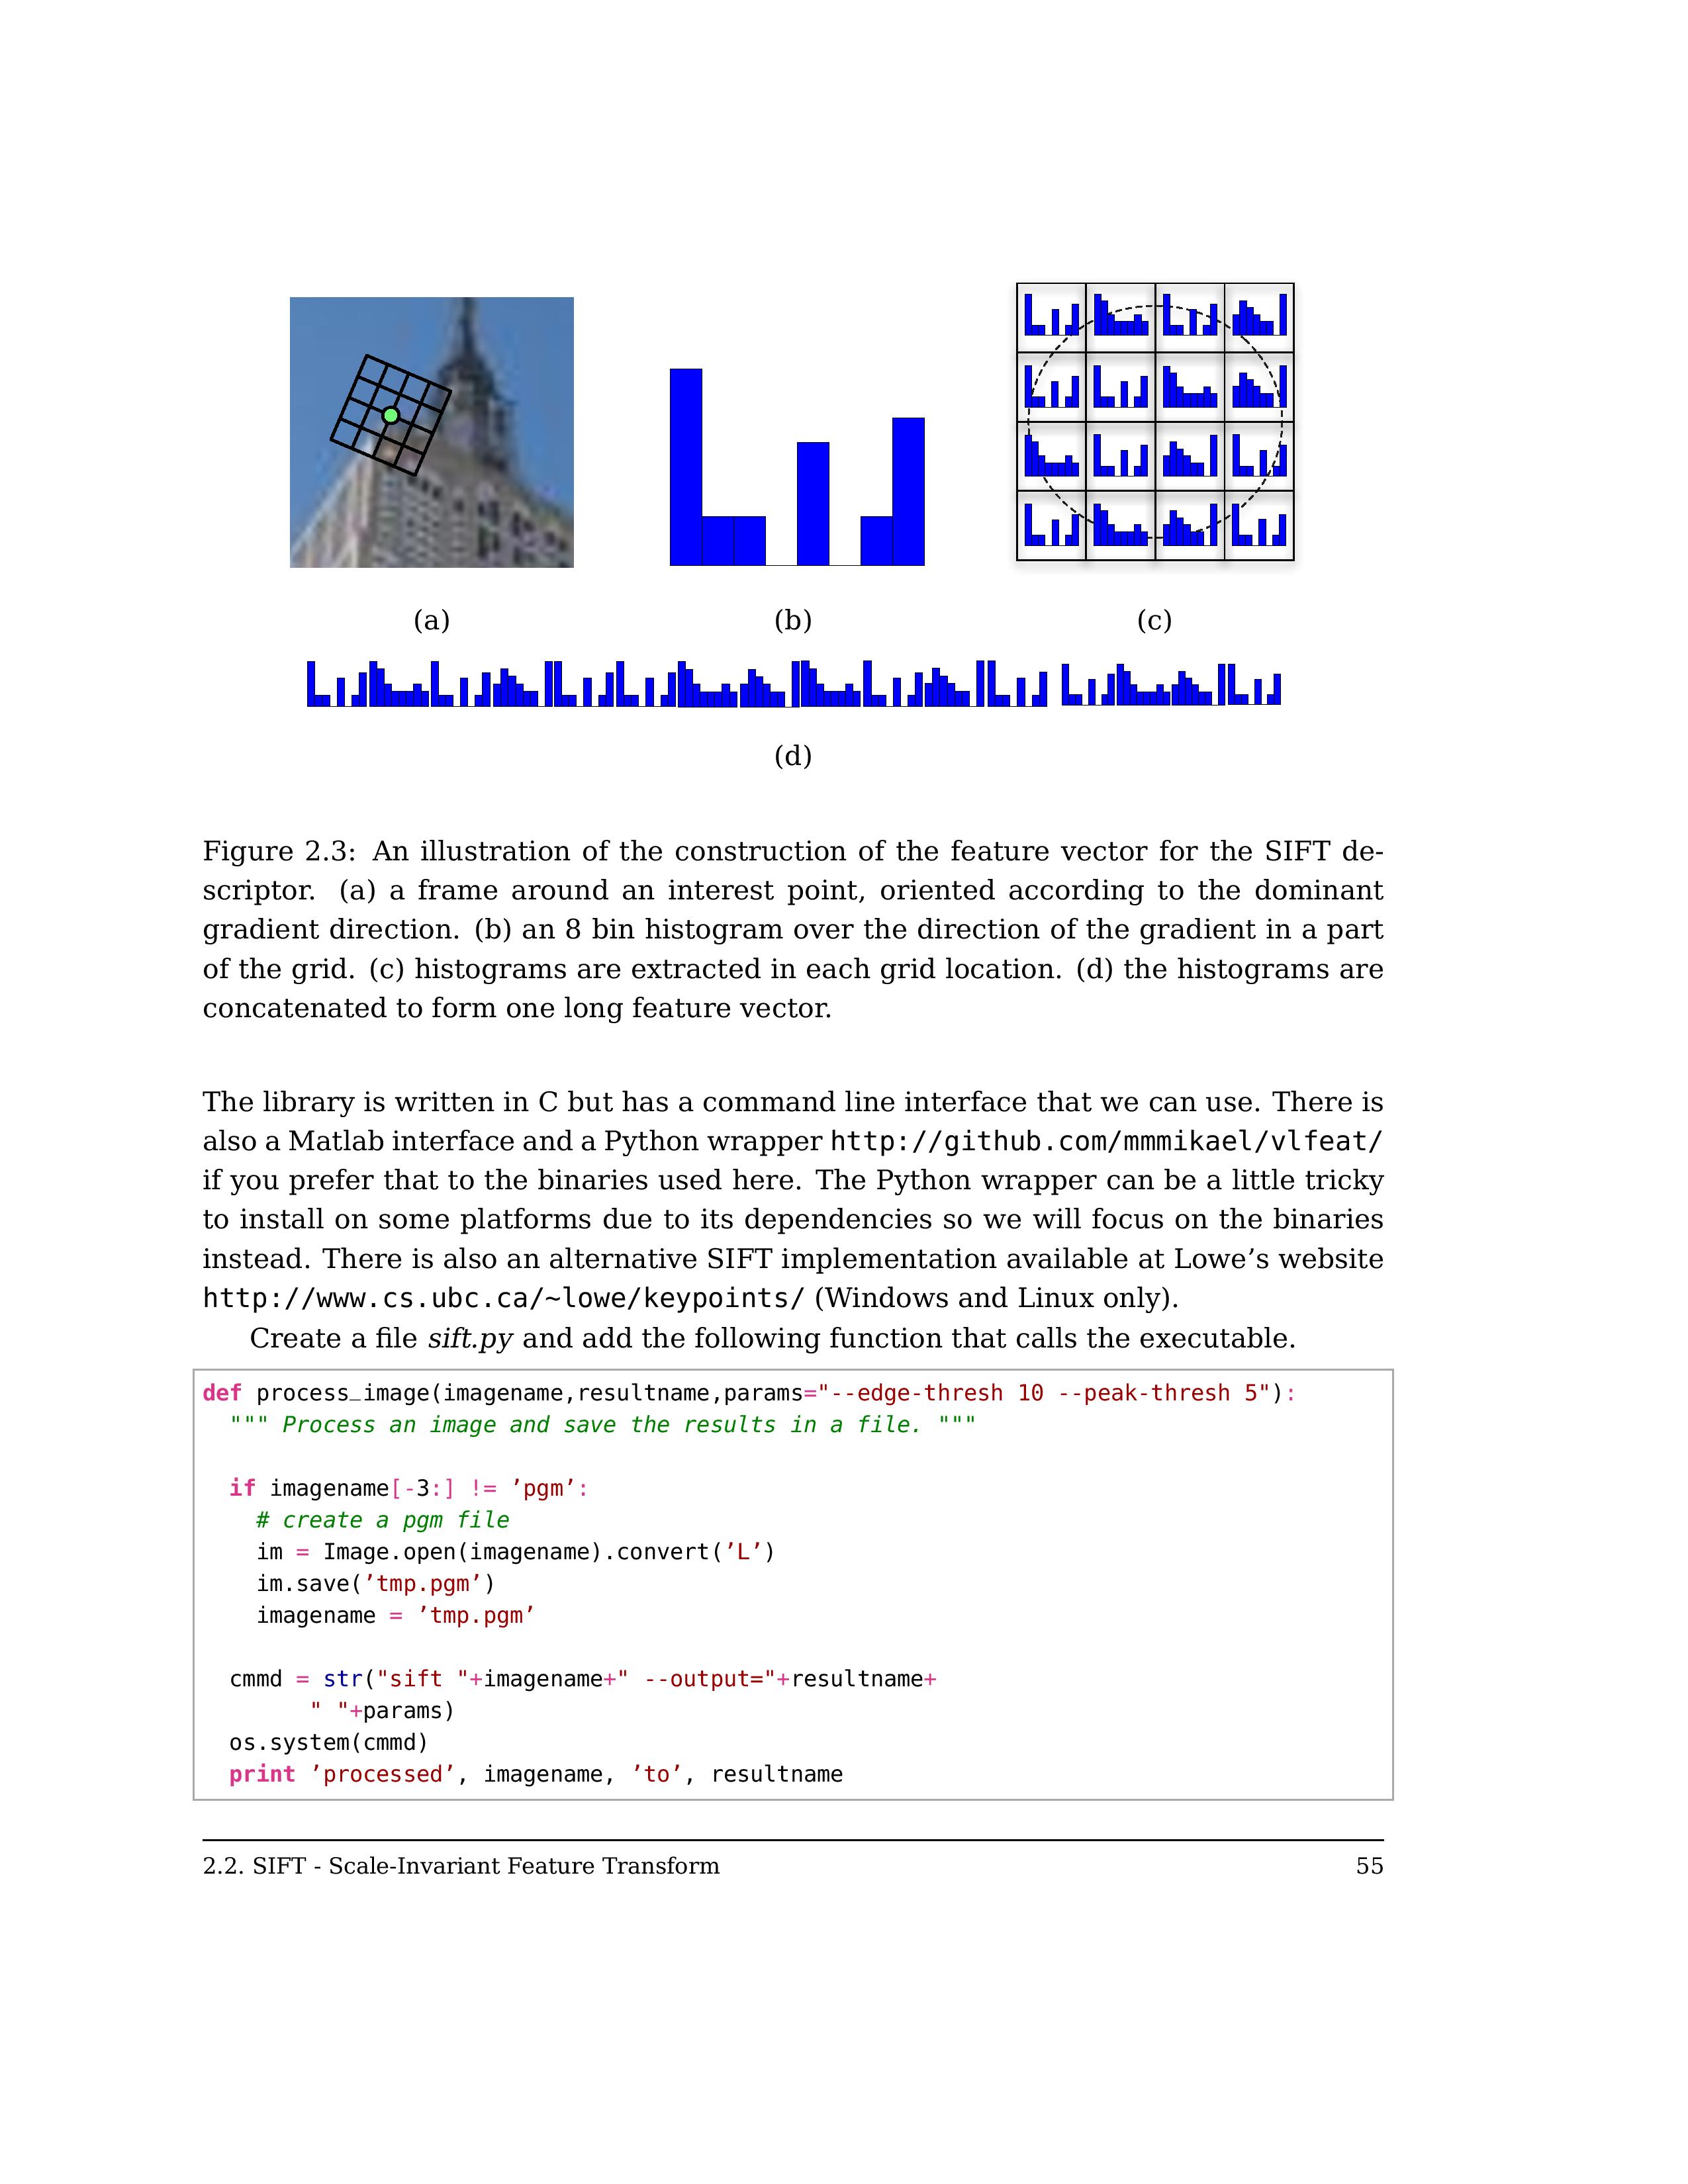 (a)
(b)
(c)
(d)
Figure 2.3: An illustration of the construction of the feature vector for the SIFT de-
scriptor. (a) a frame around an interest point, oriented according to the dominant
gradient direction. (b) an 8 bin histogram over the direction of the gradient in a part
of the grid. (c) histograms are extracted in each grid location. (d) the histograms are
concatenated to form one long feature vector.
The library is written in C but has a command line interface that we can use. There is
also a Matlab interface and a Python wrapper http://github.com/mmmikael/vlfeat/
if you prefer that to the binaries used here. The Python wrapper can be a little tricky
to install on some platforms due to its dependencies so we will focus on the binaries
instead. There is also an alternative SIFT implementation available at Lowe’s website
http://www.cs.ubc.ca/~lowe/keypoints/ (Windows and Linux only).
Create a file sift.py and add the following function that calls the executable.
def process_image(imagename,resultname,params="--edge-thresh 10 --peak-thresh 5"):
""" Process an image and save the results in a file. """
if imagename[-3:] != ’pgm’:
# create a pgm file
im = Image.open(imagename).convert(’L’)
im.save(’tmp.pgm’)
imagename = ’tmp.pgm’
cmmd = str("sift "+imagename+" --output="+resultname+
" "+params)
os.system(cmmd)
print ’processed’, imagename, ’to’, resultname
2.2. SIFT - Scale-Invariant Feature Transform 55